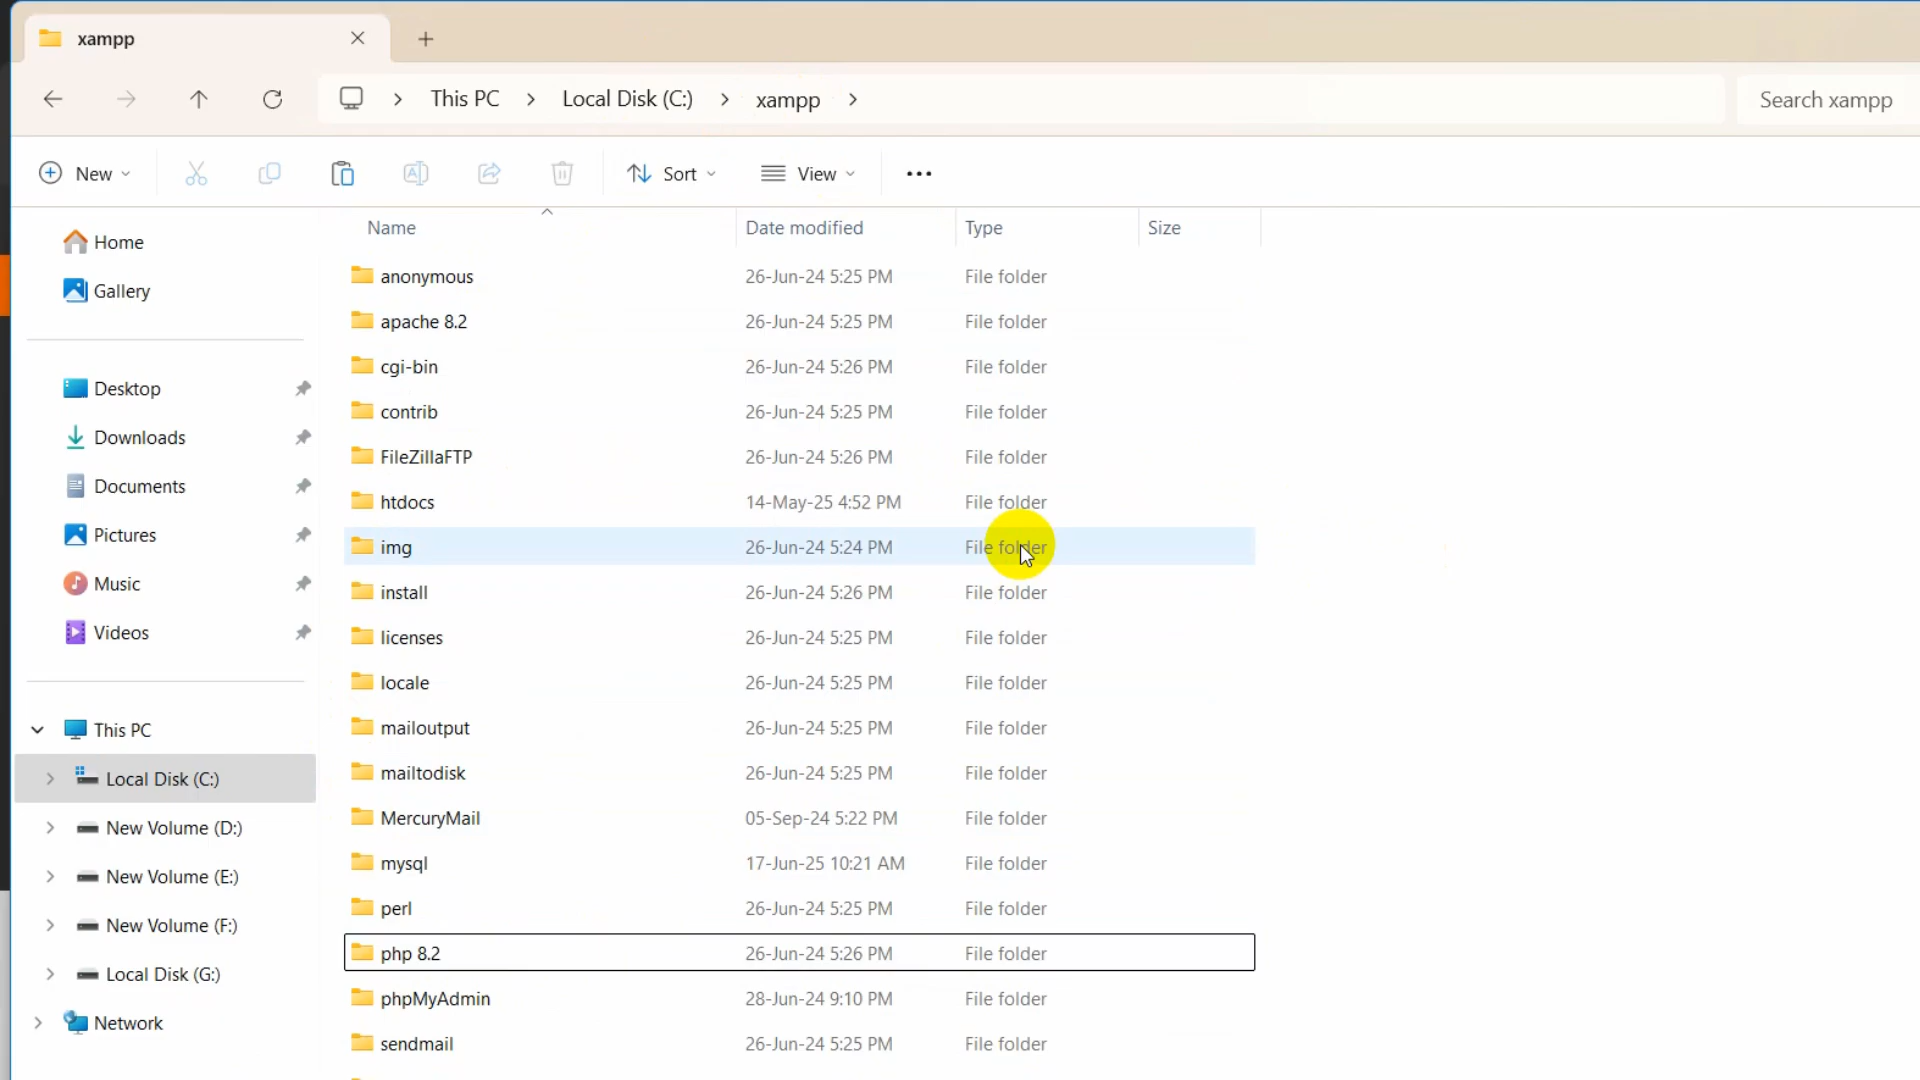 xampp
This PC
Local Disk (C:)
xampp
Search xampp
New
Sort
View
Name
Date modified
Type
Size
Home
Gallery
Desktop
Downloads
Documents
Pictures
Music
Videos
This PC
Local Disk (C:)
New Volume (D:)
New Volume (E:)
New Volume (F:)
Local Disk (G:)
Network
anonymous 26-Jun-24 5:25 PM File folder
apache 8.2 26-Jun-24 5:25 PM File folder
cgi-bin 26-Jun-24 5:26 PM File folder
contrib 26-Jun-24 5:25 PM File folder
FileZillaFTP 26-Jun-24 5:26 PM File folder
htdocs 14-May-25 4:52 PM File folder
img 26-Jun-24 5:24 PM File folder
install 26-Jun-24 5:26 PM File folder
licenses 26-Jun-24 5:25 PM File folder
locale 26-Jun-24 5:25 PM File folder
mailoutput 26-Jun-24 5:25 PM File folder
mailtodisk 26-Jun-24 5:25 PM File folder
MercuryMail 05-Sep-24 5:22 PM File folder
mysql 17-Jun-25 10:21 AM File folder
perl 26-Jun-24 5:25 PM File folder
php 8.2 26-Jun-24 5:26 PM File folder
phpMyAdmin 28-Jun-24 9:10 PM File folder
sendmail 26-Jun-24 5:25 PM File folder